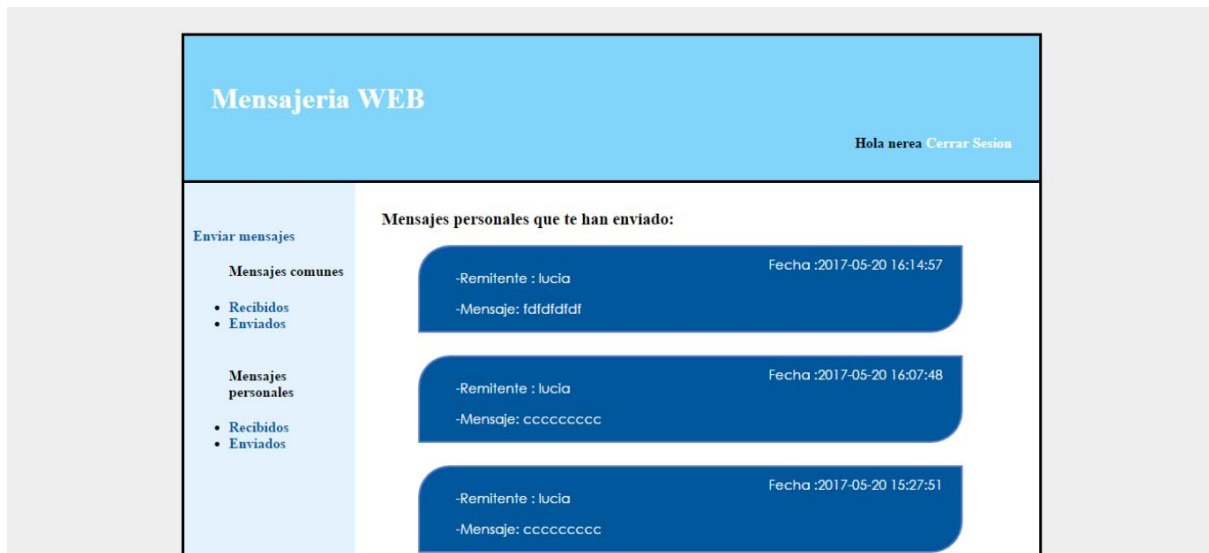 Mensajeria WEB
Hola nerea Cerrar Sesion
Enviar mensajes
Mensajes comunes
Recibidos
Enviados
Mensajes
personales
Recibidos
Enviados
Mensajes personales que te han enviado:
Fecha :2017-05-20 16:14:57
-Remitente : lucia
-Mensaje: fdfdfdfdf
Fecha :2017-05-20 16:07:48
-Remitente : lucia
-Mensaje: ccccccccc
Fecha :2017-05-20 15:27:51
-Remitente : lucia
-Mensaje: ccccccccc